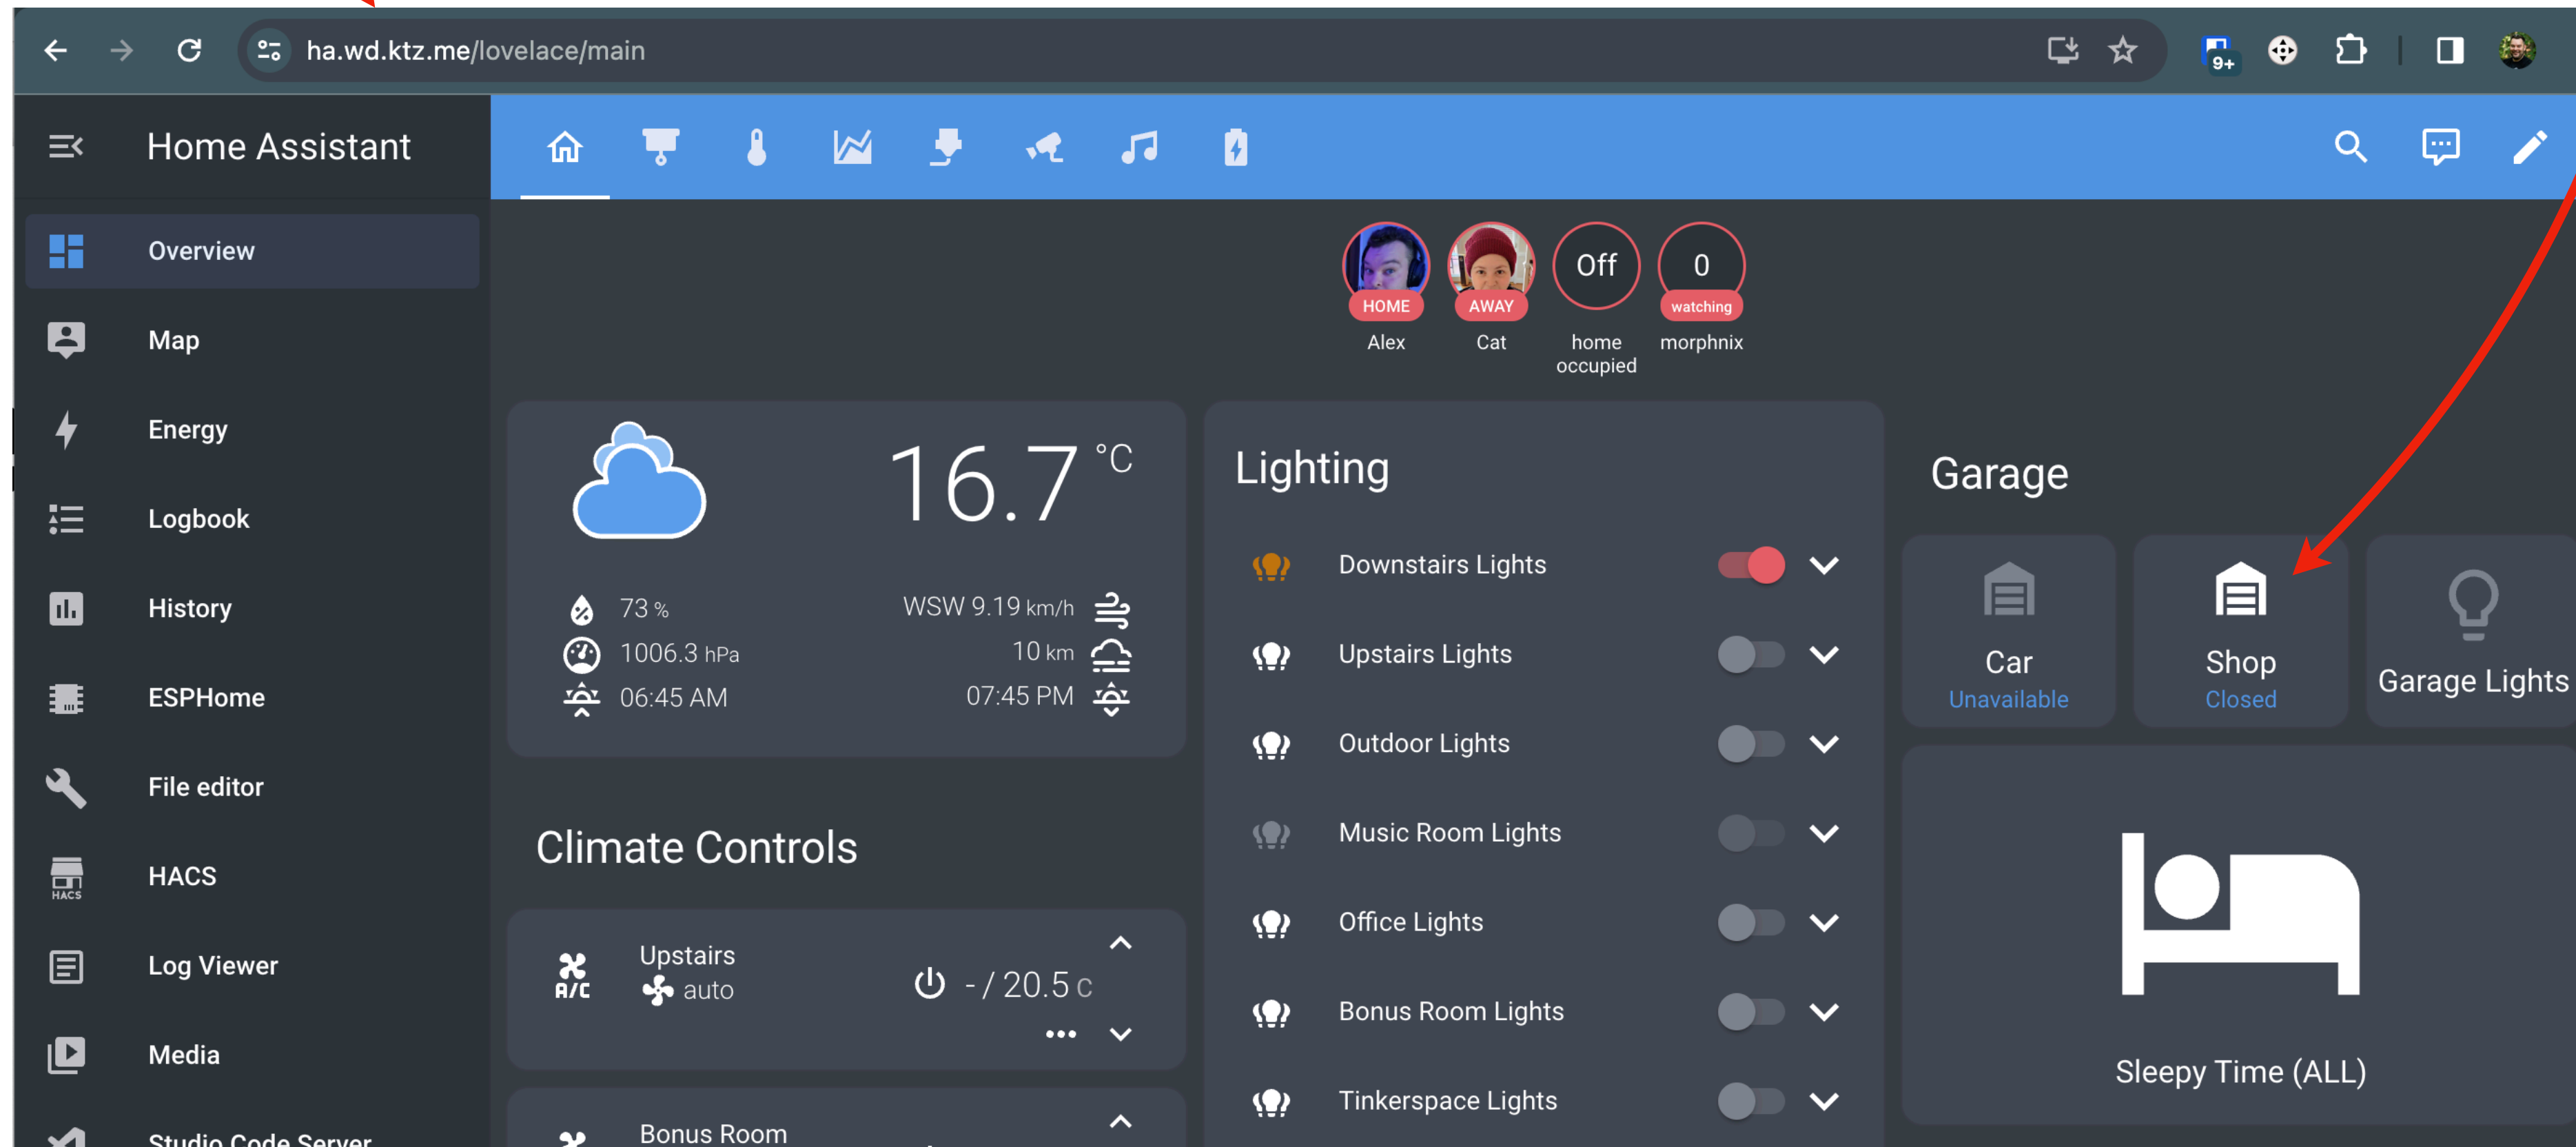 ha.wd.ktz.me/lovelace/main
9+
Home Assistant
Overview
Map
Energy
Logbook
History
ESPHome
File editor
HACS
HACS
Log Viewer
Media
Studio Code Server
HOME
Alex
AWAY
Cat
Off
home
occupied
0
watching
morphnix
16.7 °C
73 %
WSW 9.19 km/h
1006.3 hPa
10 km
06:45 AM
07:45 PM
Climate Controls
A/C
Upstairs
auto
- / 20.5 C
Bonus Room
Lighting
Downstairs Lights
Upstairs Lights
Outdoor Lights
Music Room Lights
Office Lights
Bonus Room Lights
Tinkerspace Lights
Garage
Car
Unavailable
Shop
Closed
Garage Lights
Sleepy Time (ALL)